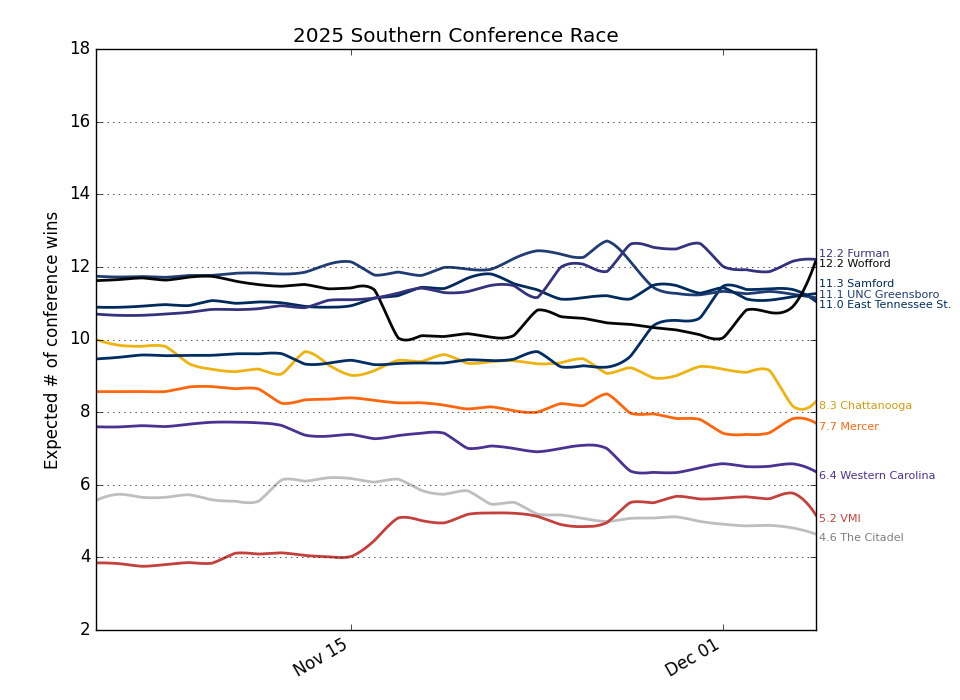 2025 Southern Conference Race
Expected # of conference wins
18
16
14
12
10
8
6
4
2
Nov 15
Dec 01
12.2 Furman
12.2 Wofford
11.3 Samford
11.1 UNC Greensboro
11.0 East Tennessee St.
8.3 Chattanooga
7.7 Mercer
6.4 Western Carolina
5.2 VMI
4.6 The Citadel